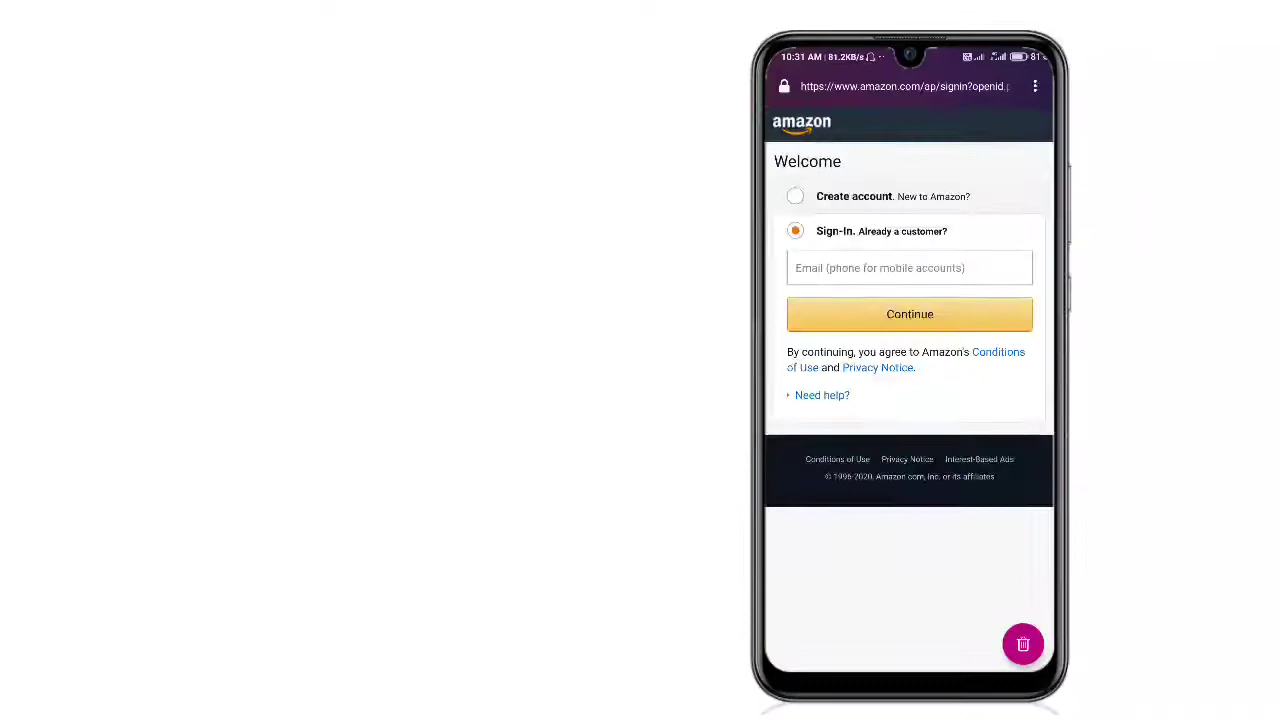 10:31 AM | 81.2KB/s
81
https://www.amazon.com/ap/signin?openid.
amazon
Welcome
Create account. New to Amazon?
Sign-In. Already a customer?
Email (phone for mobile accounts)
Continue
By continuing, you agree to Amazon's Conditions
of Use and Privacy Notice.
Need help?
Conditions of Use Privacy Notice Interest-Based Ads
© 1996-2020, Amazon.com, Inc. or its affiliates